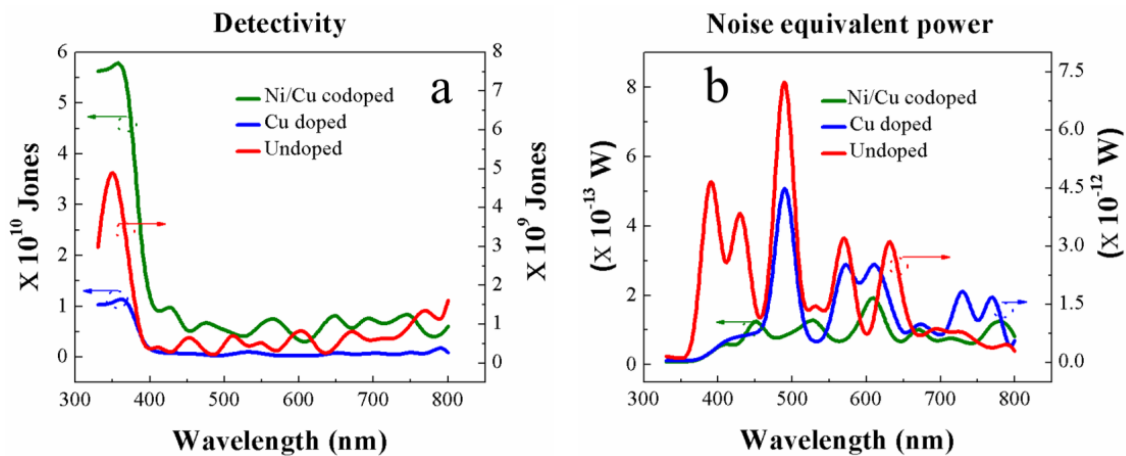 Detectivity
a
Ni/Cu codoped
Cu doped
Undoped
X 10^10 Jones
6
5
4
3
2
1
0
8
7
6
5
4
3
2
1
0
X 10^9 Jones
300 400 500 600 700 800
Wavelength (nm)
Noise equivalent power
b
Ni/Cu codoped
Cu doped
Undoped
(X 10^-13 W)
8
6
4
2
0
7.5
6.0
4.5
3.0
1.5
0.0
(X 10^-12 W)
300 400 500 600 700 800
Wavelength (nm)